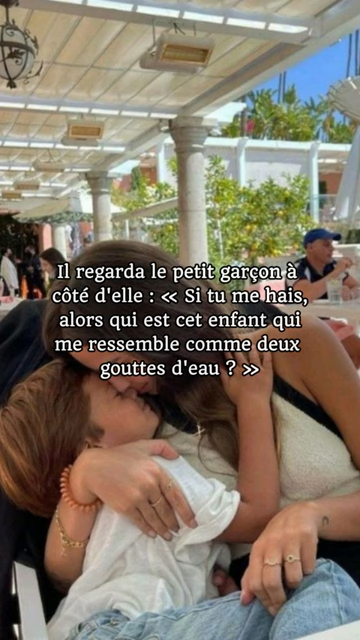 Il regarda le petit garçon à
côté d'elle : « Si tu me hais,
alors qui est cet enfant qui
me ressemble comme deux
gouttes d'eau ? »